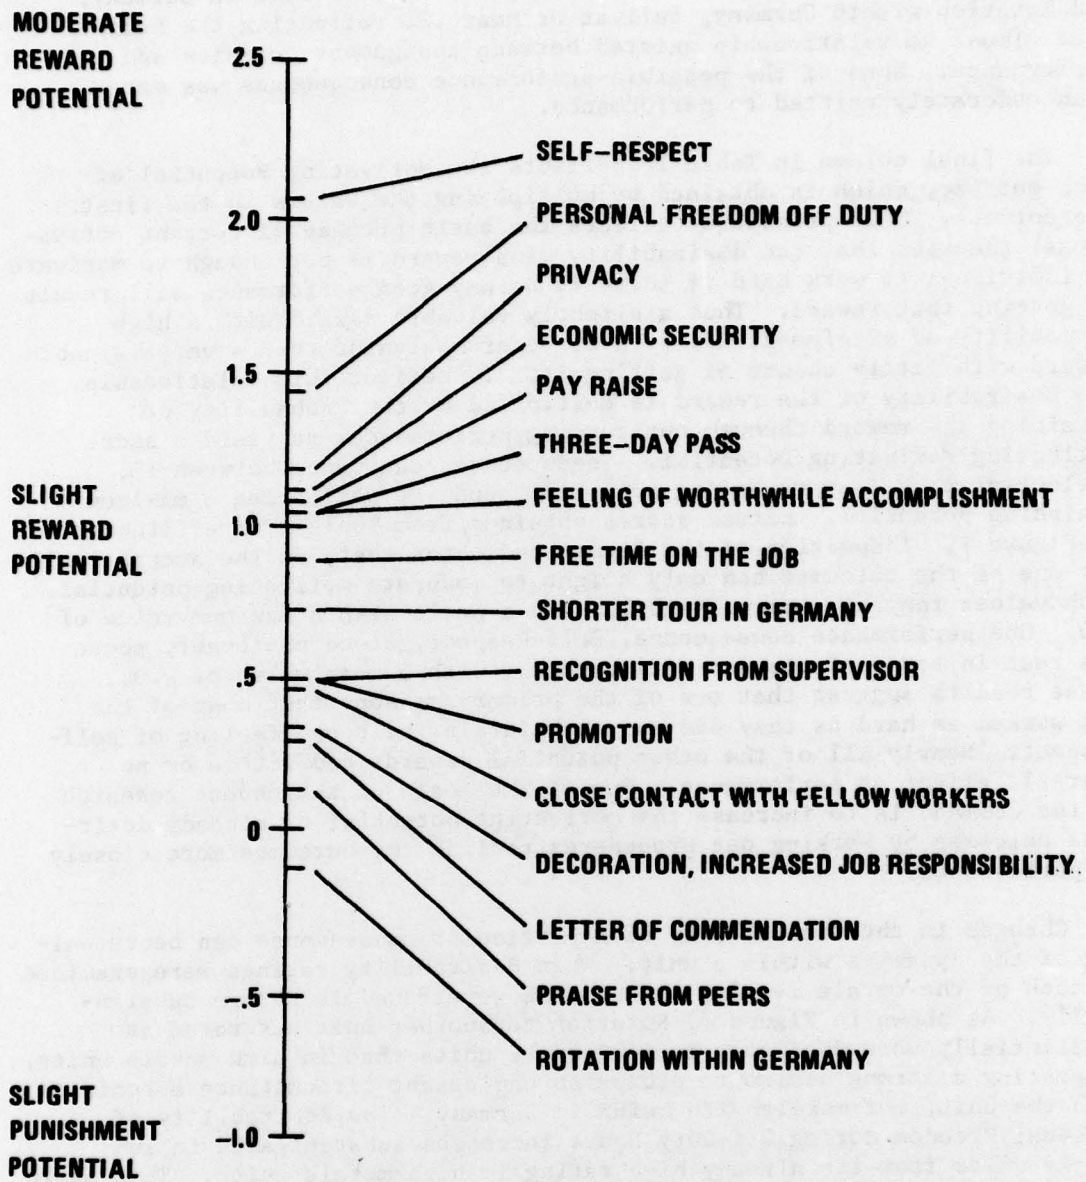 MODERATE
REWARD
POTENTIAL
2.5
SELF-RESPECT
2.0
PERSONAL FREEDOM OFF DUTY
PRIVACY
ECONOMIC SECURITY
1.5
PAY RAISE
THREE-DAY PASS
SLIGHT
REWARD
POTENTIAL
1.0
FEELING OF WORTHWHILE ACCOMPLISHMENT
FREE TIME ON THE JOB
SHORTER TOUR IN GERMANY
.5
RECOGNITION FROM SUPERVISOR
PROMOTION
CLOSE CONTACT WITH FELLOW WORKERS
0
DECORATION, INCREASED JOB RESPONSIBILITY
LETTER OF COMMENDATION
-.5
PRAISE FROM PEERS
ROTATION WITHIN GERMANY
SLIGHT
PUNISHMENT
POTENTIAL
-1.0